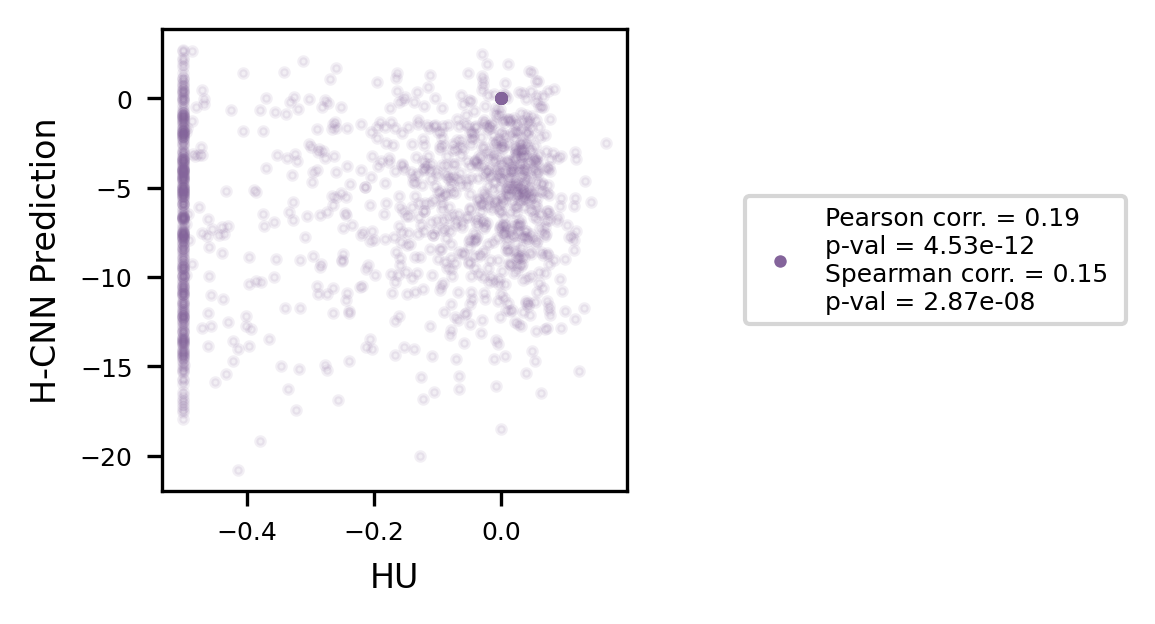 H-CNN Prediction
0
−5
−10
−15
−20
−0.4
−0.2
0.0
HU
Pearson corr. = 0.19
p-val = 4.53e-12
Spearman corr. = 0.15
p-val = 2.87e-08